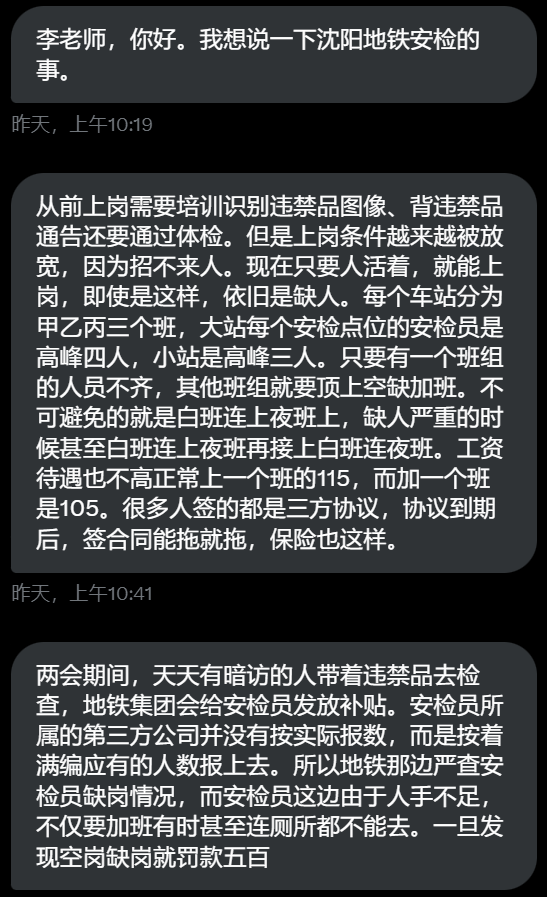 李老师，你好。我想说一下沈阳地铁安检的
事。
昨天，上午10:19
从前上岗需要培训识别违禁品图像、背违禁品
通告还要通过体检。但是上岗条件越来越被放
宽，因为招不来人。现在只要人活着，就能上
岗，即使是这样，依旧是缺人。每个车站分为
甲乙丙三个班，大站每个安检点位的安检员是
高峰四人，小站是高峰三人。只要有一个班组
的人员不齐，其他班组就要顶上空缺加班。不
可避免的就是白班连上夜班上，缺人严重的时
候甚至白班连上夜班再接上白班连夜班。工资
待遇也不高正常上一个班的115，而加一个班
是105。很多人签的都是三方协议，协议到期
后，签合同能拖就拖，保险也这样。
昨天，上午10:41
两会期间，天天有暗访的人带着违禁品去检
查，地铁集团会给安检员发放补贴。安检员所
属的第三方公司并没有按实际报数，而是按着
满编应有的人数报上去。所以地铁那边严查安
检员缺岗情况，而安检员这边由于人手不足，
不仅要加班有时甚至连厕所都不能去。一旦发
现空岗缺岗就罚款五百